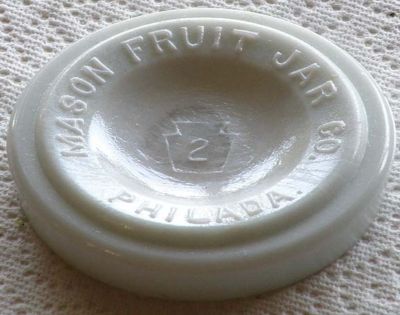 MASON FRUIT JAR CO.
2
PHILADA.